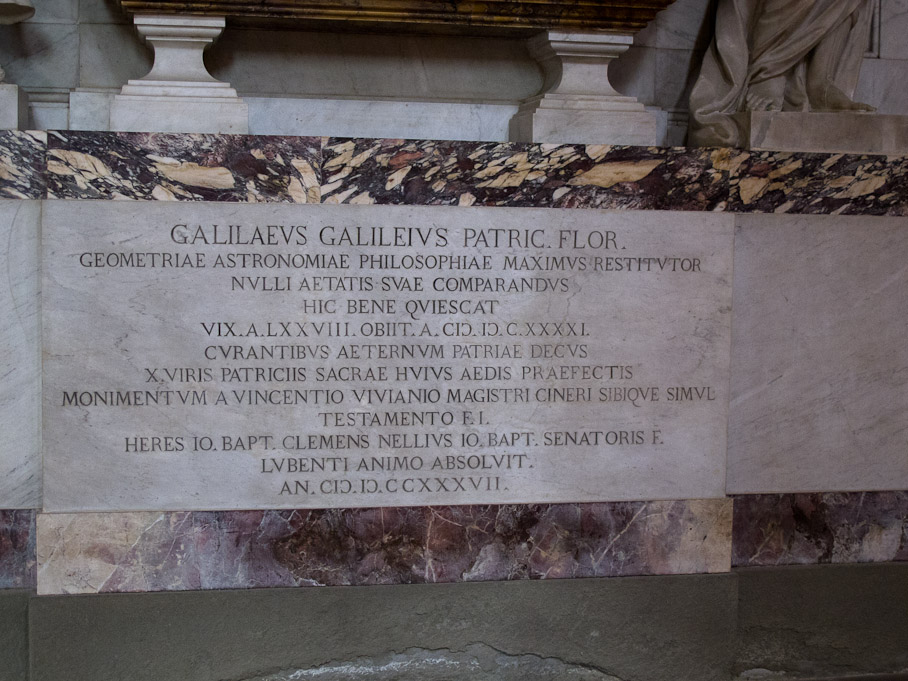 GALILAEVS GALILEIVS PATRIC. FLOR.
GEOMETRIAE ASTRONOMIAE PHILOSOPHIAE MAXIMVS RESTITVTOR
NVLLI AETATIS SVAE COMPARANDVS
HIC BENE QVIESCAT
VIX.A.LXXVIII.OBIIT.A.CIƆ.IƆ.C.XXXXI.
CVRANTIBVS AETERNVM PATRIAE DECVS
XVIRIS PATRICIIS SACRAE HVIVS AEDIS PRAEFECTIS
MONIMENTVM A VINCENTIO VIVIANIO MAGISTRI CINERI SIBIQVE SIMVL
TESTAMENTO F.I.
HERES IO.BAPT. CLEMENS NELLIVS IO.BAPT. SENATORIS F.
LVBENTI ANIMO ABSOLVIT.
AN. CIƆ.IƆ.CCXXXVII.